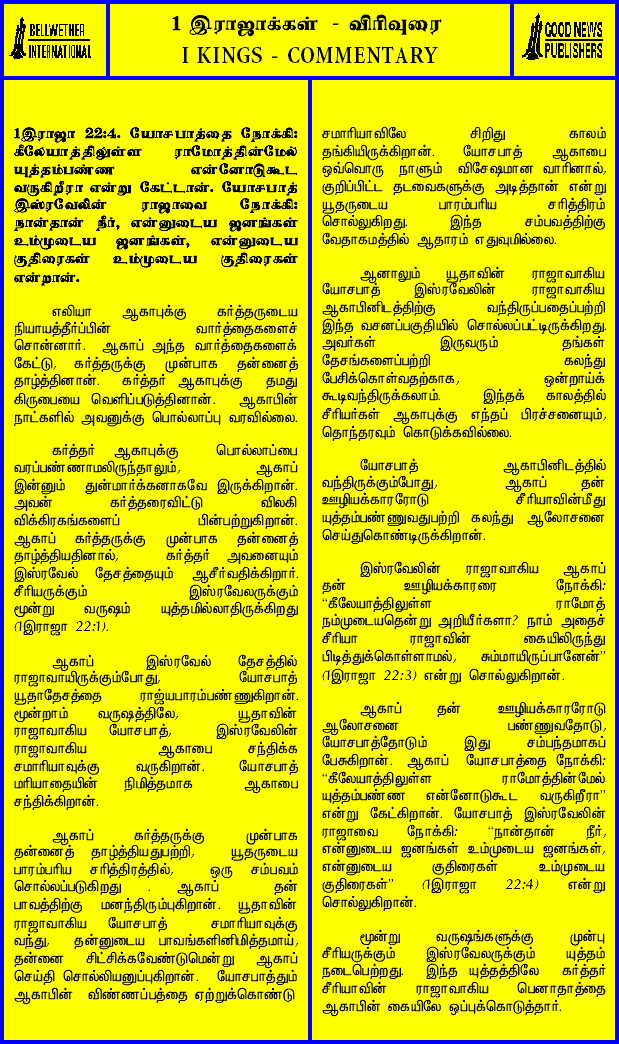 BELLWETHER
INTERNATIONAL
1 இராஜாக்கள் - விரிவுரை
I KINGS - COMMENTARY
GOOD NEWS
PUBLISHERS
1இராஜா 22:4. யோசபாத்தை நோக்கி:
கீலேயாத்திலுள்ள ராமோத்தின்மேல்
யுத்தம்பண்ண என்னோடுகூட
வருகிறீரா என்று கேட்டான். யோசபாத்
இஸ்ரவேலின் ராஜாவை நோக்கி:
நான்தான் நீர், என்னுடைய ஜனங்கள்
உம்முடைய ஜனங்கள், என்னுடைய
குதிரைகள் உம்முடைய குதிரைகள்
என்றான்.
எலியா ஆகாபுக்கு கர்த்தருடைய
நியாயத்தீர்ப்பின் வார்த்தைகளைச்
சொன்னார். ஆகாப் அந்த வார்த்தைகளைக்
கேட்டு, கர்த்தருக்கு முன்பாக தன்னைத்
தாழ்த்தினான். கர்த்தர் ஆகாபுக்கு தமது
கிருபையை வெளிப்படுத்தினான். ஆகாபின்
நாட்களில் அவனுக்கு பொல்லாப்பு வரவில்லை.
கர்த்தர் ஆகாபுக்கு பொல்லாப்பை
வரப்பண்ணாமலிருந்தாலும், ஆகாப்
இன்னும் துன்மார்க்கனாகவே இருக்கிறான்.
அவன் கர்த்தரைவிட்டு விலகி
விக்கிரகங்களைப் பின்பற்றுகிறான்.
ஆகாப் கர்த்தருக்கு முன்பாக தன்னைத்
தாழ்த்தியதினால், கர்த்தர் அவனையும்
இஸ்ரவேல் தேசத்தையும் ஆசீர்வதிக்கிறார்.
சீரியருக்கும் இஸ்ரவேலருக்கும்
மூன்று வருஷம் யுத்தமில்லாதிருக்கிறது
(1இராஜா 22:1).
ஆகாப் இஸ்ரவேல் தேசத்தில்
ராஜாவாயிருக்கும்போது, யோசபாத்
யூதாதேசத்தை ராஜ்யபாரம்பண்ணுகிறான்.
மூன்றாம் வருஷத்திலே, யூதாவின்
ராஜாவாகிய யோசபாத், இஸ்ரவேலின்
ராஜாவாகிய ஆகாபை சந்திக்க
சமாரியாவுக்கு வருகிறான். யோசபாத்
மரியாதையின் நிமித்தமாக ஆகாபை
சந்திக்கிறான்.
ஆகாப் கர்த்தருக்கு முன்பாக
தன்னைத் தாழ்த்தியதுபற்றி, யூதருடைய
பாரம்பரிய சரித்திரத்தில், ஒரு சம்பவம்
சொல்லப்படுகிறது . ஆகாப் தன்
பாவத்திற்கு மனந்திரும்புகிறான். யூதாவின்
ராஜாவாகிய யோசபாத் சமாரியாவுக்கு
வந்து, தன்னுடைய பாவங்களினிமித்தமாய்,
தன்னை சிட்சிக்கவேண்டுமென்று ஆகாப்
செய்தி சொல்லியனுப்புகிறான். யோசபாத்தும்
ஆகாபின் விண்ணப்பத்தை ஏற்றுக்கொண்டு
சமாரியாவிலே சிறிது காலம்
தங்கியிருக்கிறான். யோசபாத் ஆகாபை
ஒவ்வொரு நாளும் விசேஷமான வாரினால்,
குறிப்பிட்ட தடவைகளுக்கு அடித்தான் என்று
யூதருடைய பாரம்பரிய சரித்திரம்
சொல்லுகிறது. இந்த சம்பவத்திற்கு
வேதாகமத்தில் ஆதாரம் எதுவுமில்லை.
ஆனாலும் யூதாவின் ராஜாவாகிய
யோசபாத் இஸ்ரவேலின் ராஜாவாகிய
ஆகாபினிடத்திற்கு வந்திருப்பதைப்பற்றி
இந்த வசனப்பகுதியில் சொல்லப்பட்டிருக்கிறது.
அவர்கள் இருவரும் தங்கள்
தேசங்களைப்பற்றி கலந்து
பேசிக்கொள்வதற்காக, ஒன்றாய்க்
கூடிவந்திருக்கலாம். இந்தக் காலத்தில்
சீரியர்கள் ஆகாபுக்கு எந்தப் பிரச்சனையும்,
தொந்தரவும் கொடுக்கவில்லை.
யோசபாத் ஆகாபினிடத்தில்
வந்திருக்கும்போது, ஆகாப் தன்
ஊழியக்காரரோடு சீரியாவின்மீது
யுத்தம்பண்ணுவதுபற்றி கலந்து ஆலோசனை
செய்துகொண்டிருக்கிறான்.
இஸ்ரவேலின் ராஜாவாகிய ஆகாப்
தன் ஊழியக்காரரை நோக்கி:
“கீலேயாத்திலுள்ள ராமோத்
நம்முடையதென்று அறியீர்களா? நாம் அதைச்
சீரியா ராஜாவின் கையிலிருந்து
பிடித்துக்கொள்ளாமல், சும்மாயிருப்பானேன்”
(1இராஜா 22:3) என்று சொல்லுகிறான்.
ஆகாப் தன் ஊழியக்காரரோடு
ஆலோசனை பண்ணுவதோடு,
யோசபாத்தோடும் இது சம்பந்தமாகப்
பேசுகிறான். ஆகாப் யோசபாத்தை நோக்கி:
“கீலேயாத்திலுள்ள ராமோத்தின்மேல்
யுத்தம்பண்ண என்னோடுகூட வருகிறீரா”
என்று கேட்கிறான். யோசபாத் இஸ்ரவேலின்
ராஜாவை நோக்கி: “நான்தான் நீர்,
என்னுடைய ஜனங்கள் உம்முடைய ஜனங்கள்,
என்னுடைய குதிரைகள் உம்முடைய
குதிரைகள்” (1இராஜா 22:4) என்று
சொல்லுகிறான்.
மூன்று வருஷங்களுக்கு முன்பு
சீரியருக்கும் இஸ்ரவேலருக்கும் யுத்தம்
நடைபெற்றது. இந்த யுத்தத்திலே கர்த்தர்
சீரியாவின் ராஜாவாகிய பெனாதாத்தை
ஆகாபின் கையிலே ஒப்புக்கொடுத்தார்.